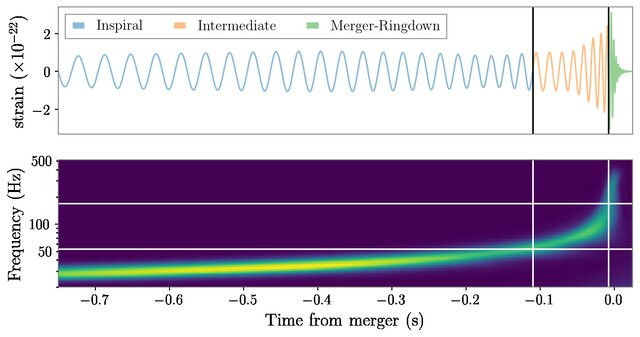 Inspiral Intermediate Merger-Ringdown
strain (×10⁻²²)
2
0
−2
Frequency (Hz)
500
100
50
−0.7 −0.6 −0.5 −0.4 −0.3 −0.2 −0.1 0.0
Time from merger (s)